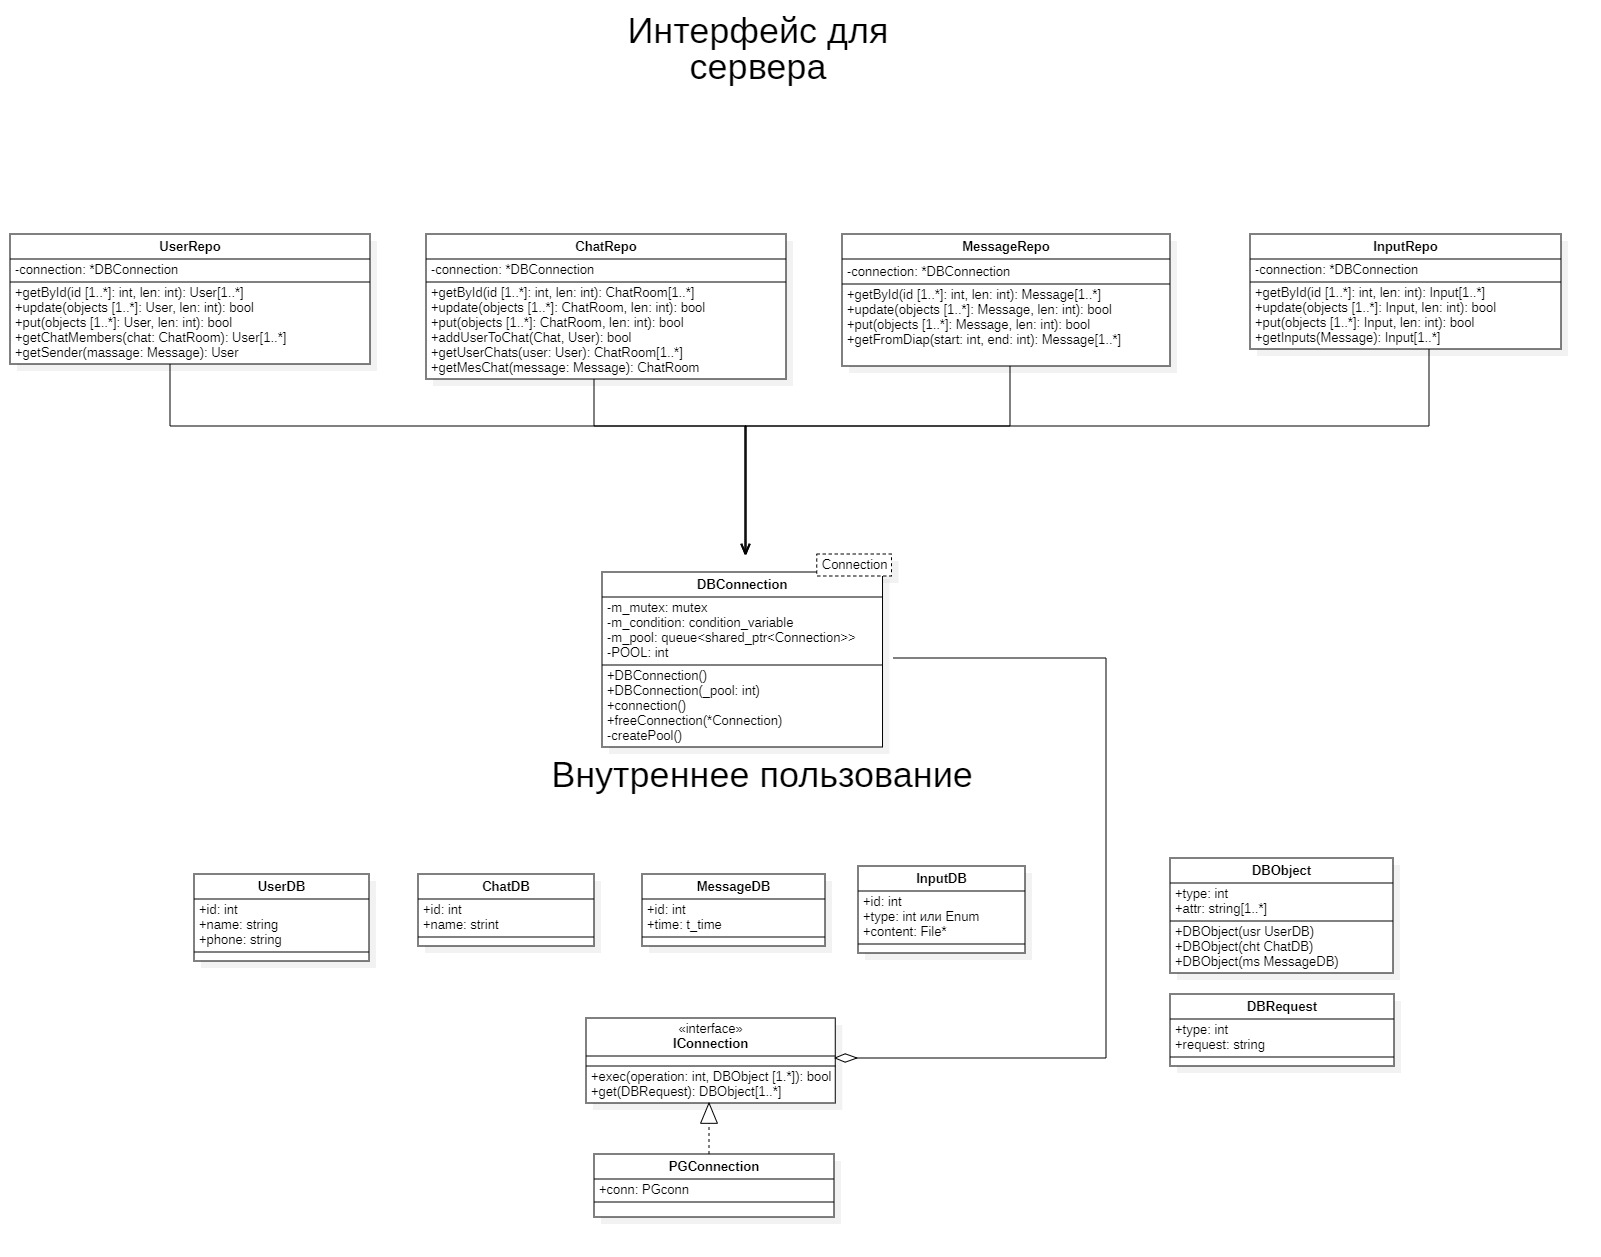 Интерфейс для
сервера
UserRepo
-connection: *DBConnection
+getById(id [1..*]: int, len: int): User[1..*]
+update(objects [1..*]: User, len: int): bool
+put(objects [1..*]: User, len: int): bool
+getChatMembers(chat: ChatRoom): User[1..*]
+getSender(massage: Message): User
ChatRepo
-connection: *DBConnection
+getById(id [1..*]: int, len: int): ChatRoom[1..*]
+update(objects [1..*]: ChatRoom, len: int): bool
+put(objects [1..*]: ChatRoom, len: int): bool
+addUserToChat(Chat, User): bool
+getUserChats(user: User): ChatRoom[1..*]
+getMesChat(message: Message): ChatRoom
MessageRepo
-connection: *DBConnection
+getById(id [1..*]: int, len: int): Message[1..*]
+update(objects [1..*]: Message, len: int): bool
+put(objects [1..*]: Message, len: int): bool
+getFromDiap(start: int, end: int): Message[1..*]
InputRepo
-connection: *DBConnection
+getById(id [1..*]: int, len: int): Input[1..*]
+update(objects [1..*]: Input, len: int): bool
+put(objects [1..*]: Input, len: int): bool
+getInputs(Message): Input[1..*]
Connection
DBConnection
-m_mutex: mutex
-m_condition: condition_variable
-m_pool: queue<shared_ptr<Connection>>
-POOL: int
+DBConnection()
+DBConnection(_pool: int)
+connection()
+freeConnection(*Connection)
-createPool()
Внутреннее пользование
UserDB
+id: int
+name: string
+phone: string
ChatDB
+id: int
+name: strint
MessageDB
+id: int
+time: t_time
InputDB
+id: int
+type: int или Enum
+content: File*
DBObject
+type: int
+attr: string[1..*]
+DBObject(usr UserDB)
+DBObject(cht ChatDB)
+DBObject(ms MessageDB)
DBRequest
+type: int
+request: string
«interface»
IConnection
+exec(operation: int, DBObject [1.*]): bool
+get(DBRequest): DBObject[1..*]
PGConnection
+conn: PGconn